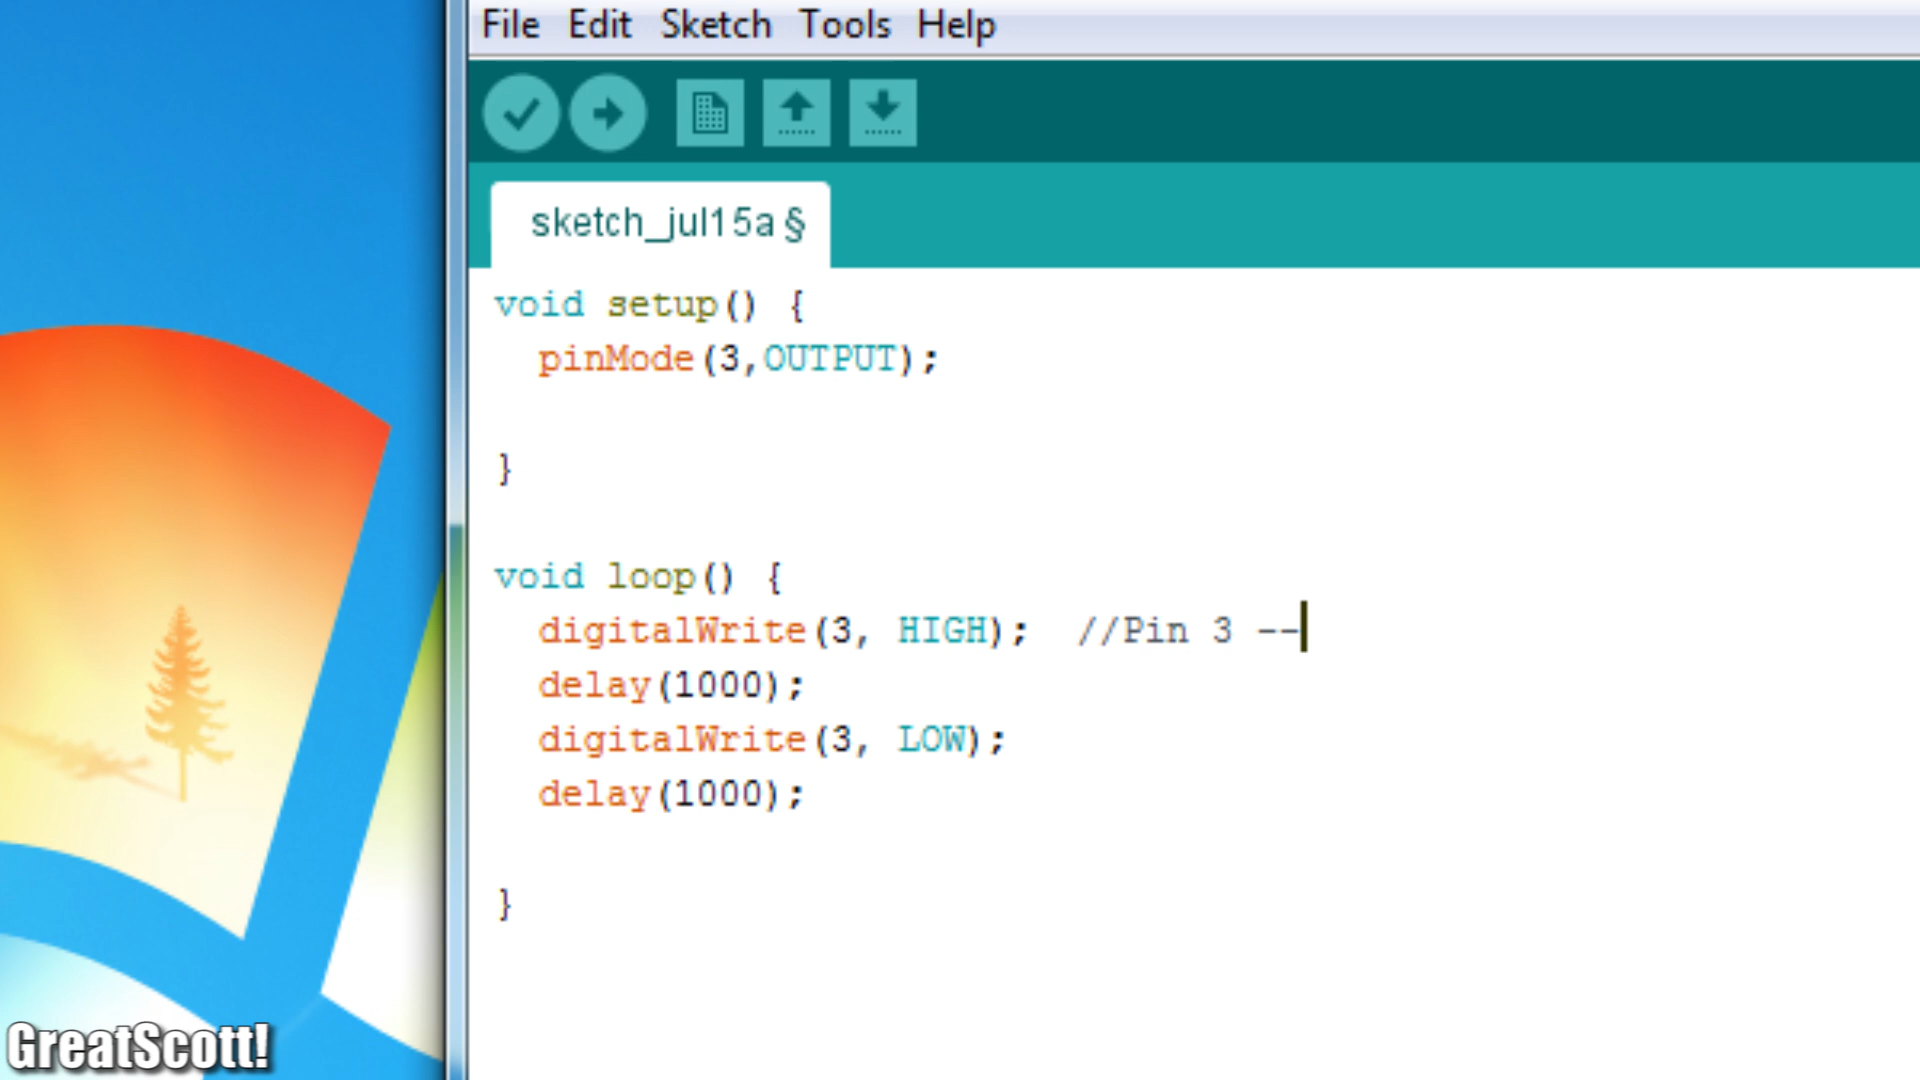 File Edit Sketch Tools Help
sketch_jul15a §
void setup() {
  pinMode(3,OUTPUT);
}
void loop() {
  digitalWrite(3, HIGH);  //Pin 3 --
  delay(1000);
  digitalWrite(3, LOW);
  delay(1000);
}
GreatScott!